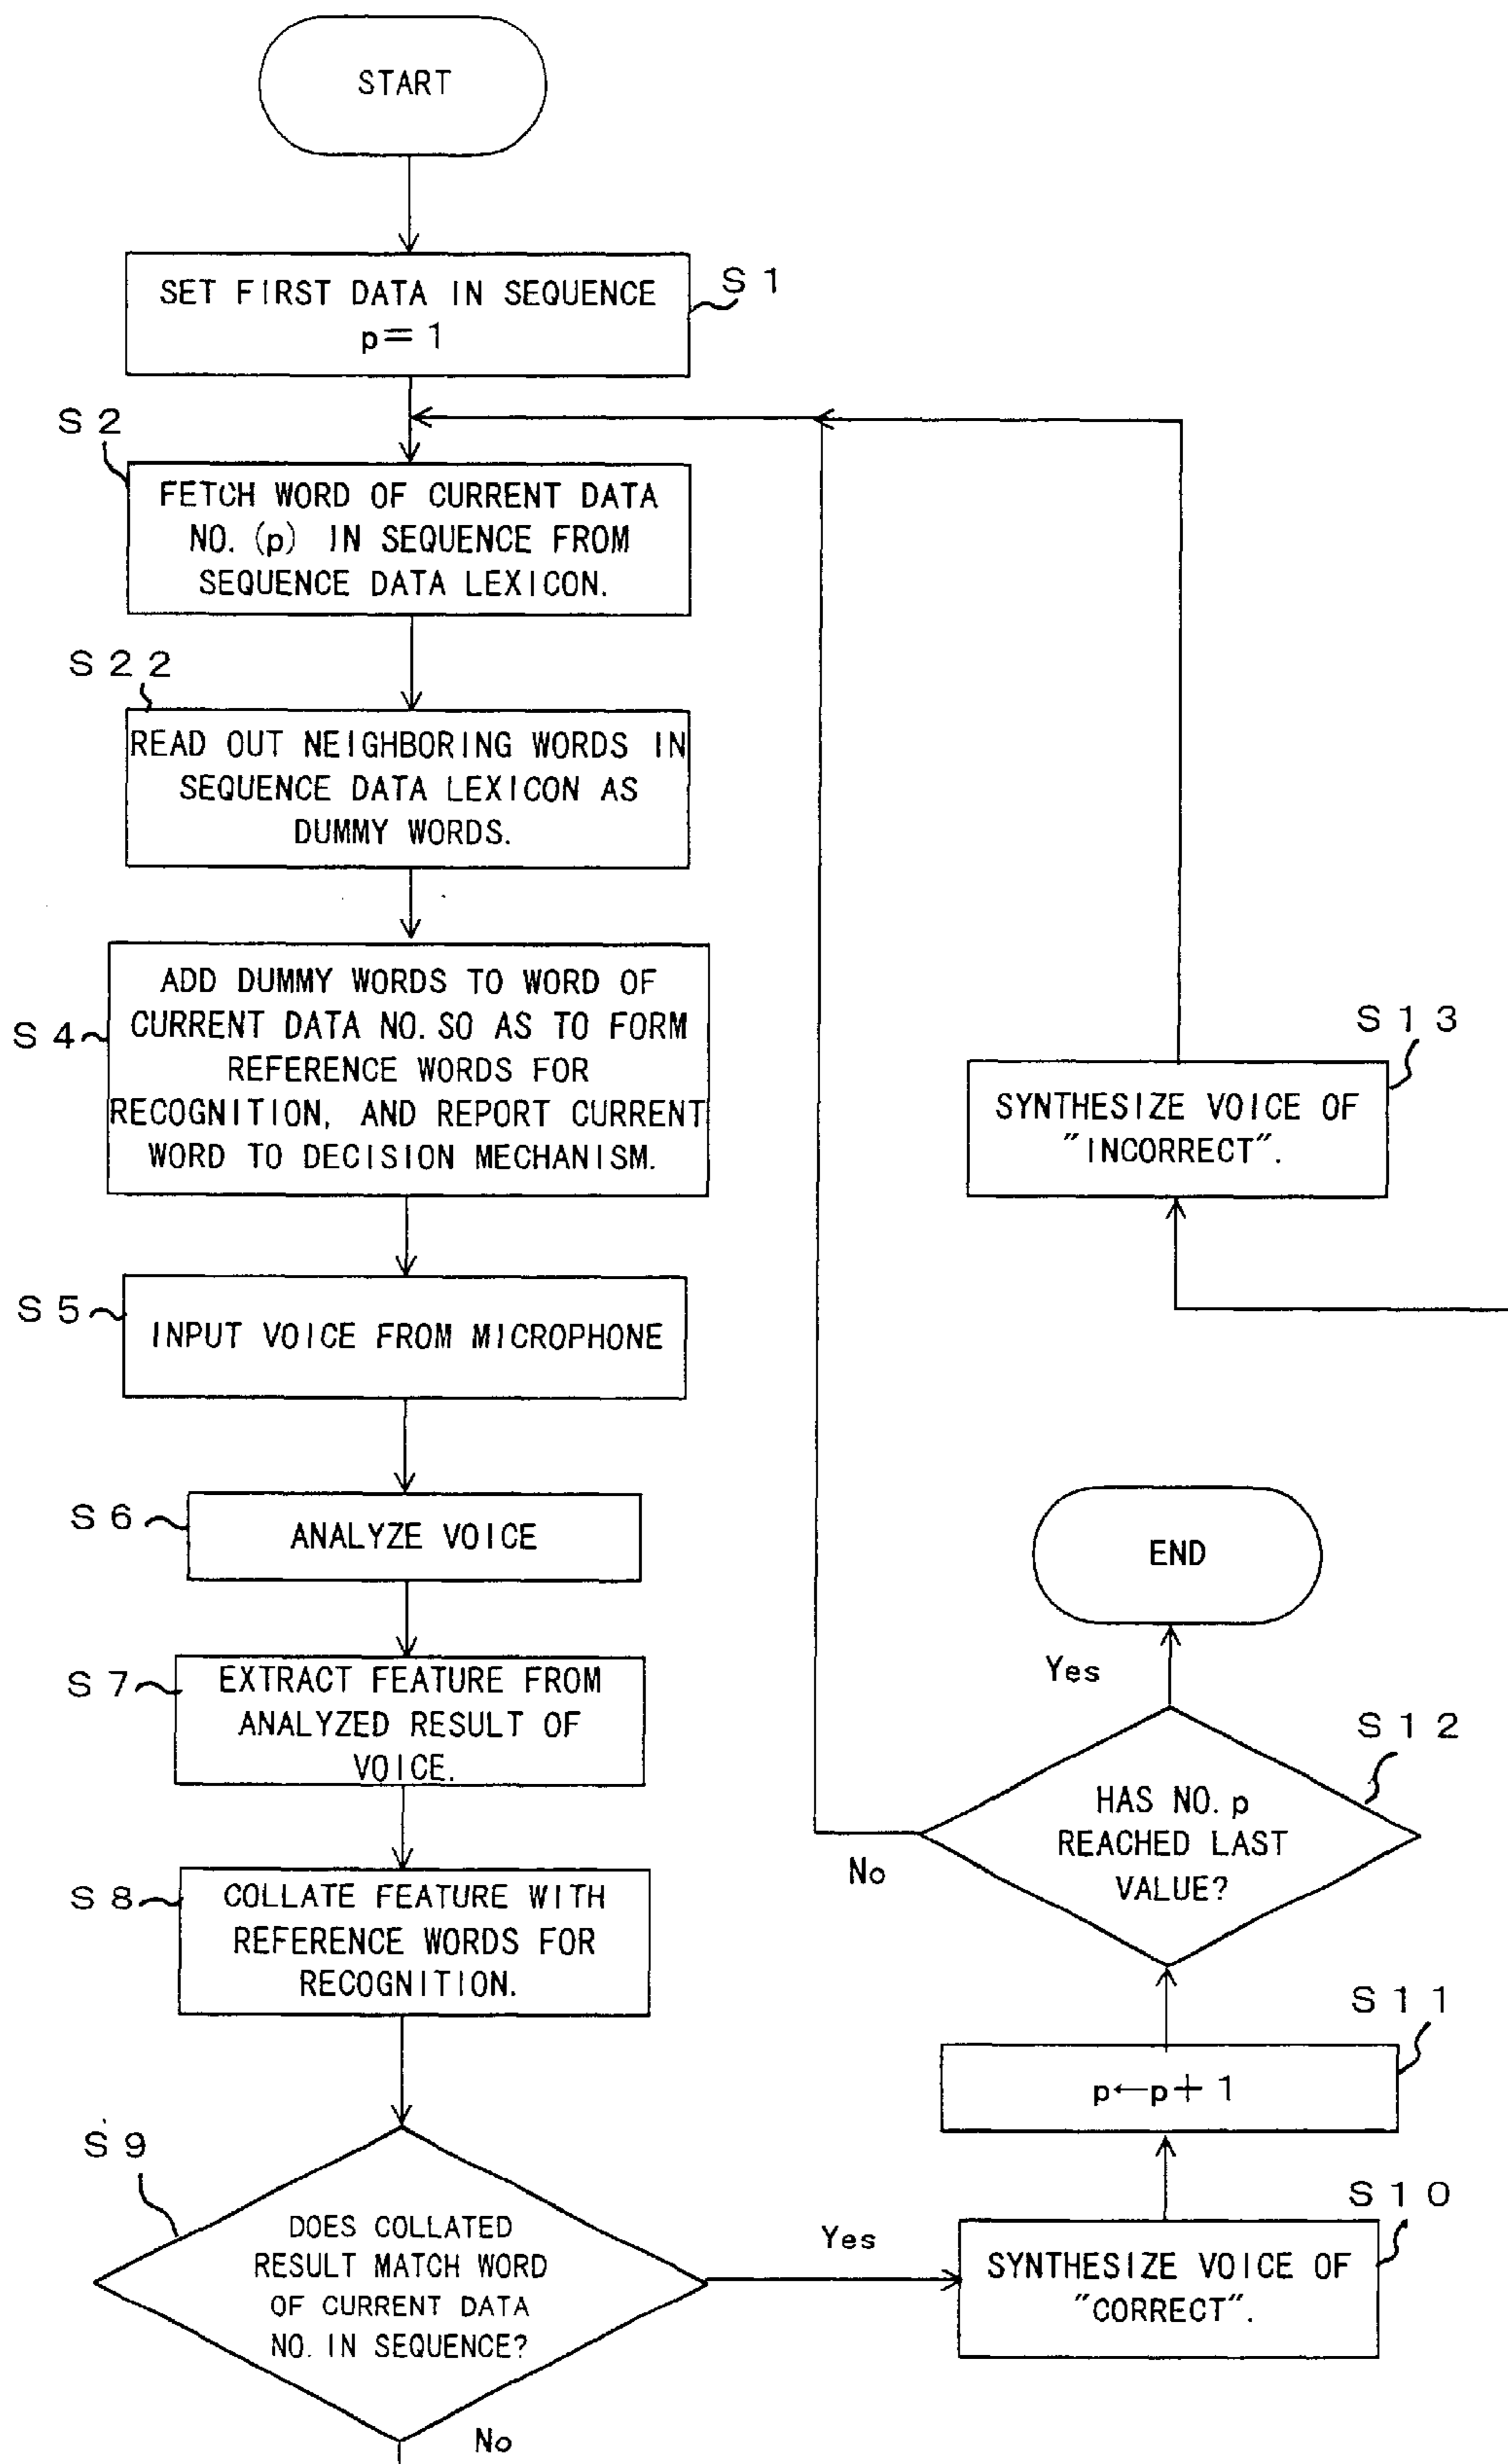 START
SET FIRST DATA IN SEQUENCE
p=1
S1
S2
FETCH WORD OF CURRENT DATA
NO. (p) IN SEQUENCE FROM
SEQUENCE DATA LEXICON.
S22
READ OUT NEIGHBORING WORDS IN
SEQUENCE DATA LEXICON AS
DUMMY WORDS.
S4
ADD DUMMY WORDS TO WORD OF
CURRENT DATA NO. SO AS TO FORM
REFERENCE WORDS FOR
RECOGNITION, AND REPORT CURRENT
WORD TO DECISION MECHANISM.
S5
INPUT VOICE FROM MICROPHONE
S6
ANALYZE VOICE
S7
EXTRACT FEATURE FROM
ANALYZED RESULT OF
VOICE.
S8
COLLATE FEATURE WITH
REFERENCE WORDS FOR
RECOGNITION.
S9
DOES COLLATED
RESULT MATCH WORD
OF CURRENT DATA
NO. IN SEQUENCE?
No
Yes
S10
SYNTHESIZE VOICE OF
"CORRECT".
S11
p←p+1
S12
HAS NO. p
REACHED LAST
VALUE?
No
Yes
END
S13
SYNTHESIZE VOICE OF
"INCORRECT".